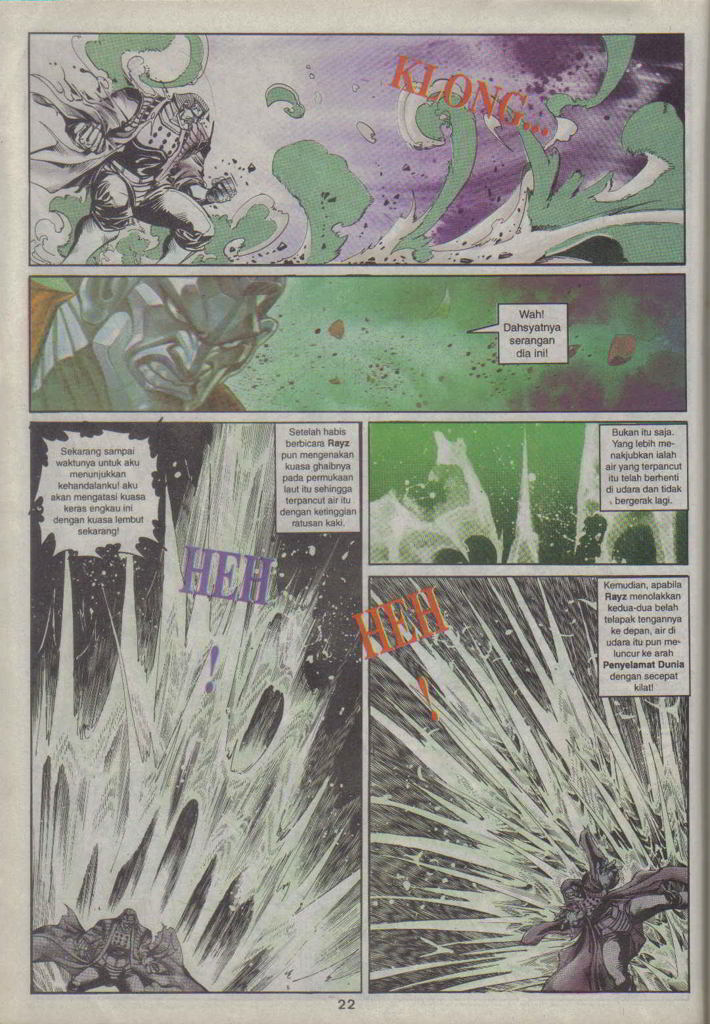 KLONG...
Wah!
Dahsyatnya
serangan
dia ini!
Sekarang sampai
waktunya untuk aku
menunjukkan
kehandalanku! aku
akan mengatasi kuasa
keras engkau ini
dengan kuasa lembut
sekarang!
Setelah habis
berbicara Rayz
pun mengenakan
kuasa ghaibnya
pada permukaan
laut itu sehingga
terpancut air itu
dengan ketinggian
ratusan kaki.
HEH
!
Bukan itu saja.
Yang lebih me-
nakjubkan ialah
air yang terpancut
itu telah berhenti
di udara dan tidak
bergerak lagi.
Kemudian, apabila
Rayz menolakkan
kedua-dua belah
telapak tengannya
ke depan, air di
udara itu pun me-
luncur ke arah
Penyelamat Dunia
dengan secepat
kilat!
HEH
!
22